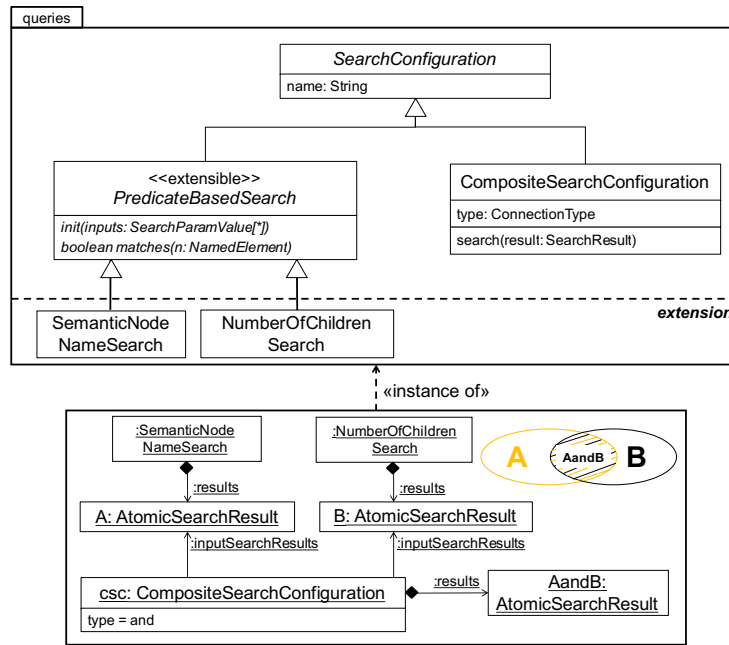 queries
SearchConfiguration
name: String
<<extensible>>
PredicateBasedSearch
init(inputs: SearchParamValue[*])
boolean matches(n: NamedElement)
CompositeSearchConfiguration
type: ConnectionType
search(result: SearchResult)
extension
SemanticNode
NameSearch
NumberOfChildren
Search
«instance of»
:SemanticNode
NameSearch
:NumberOfChildren
Search
A
AandB
B
:results
:results
A: AtomicSearchResult
B: AtomicSearchResult
:inputSearchResults
:inputSearchResults
csc: CompositeSearchConfiguration
type = and
:results
AandB:
AtomicSearchResult